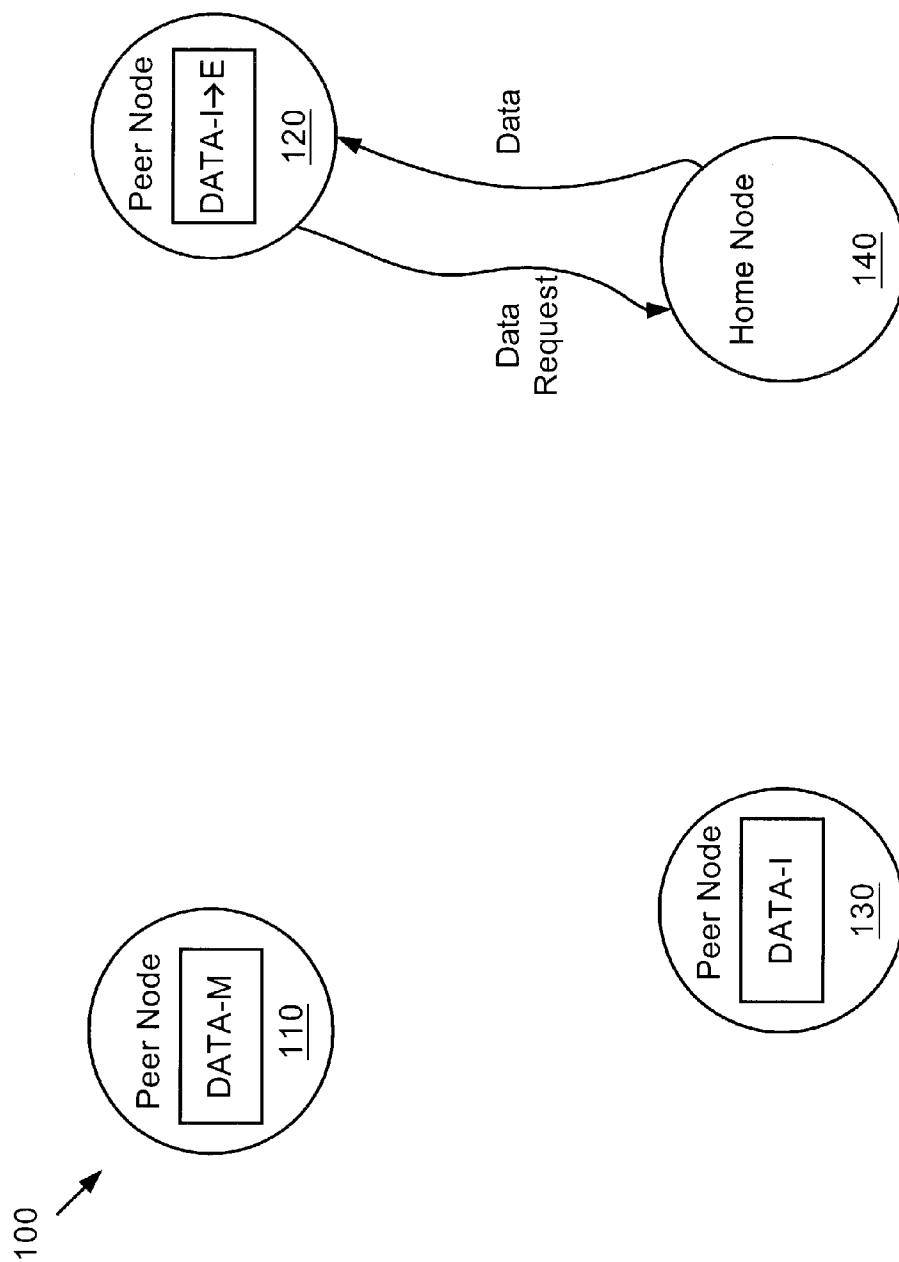 100
Peer Node
DATA-M
110
Peer Node
DATA-I→E
120
Data
Request
Data
Peer Node
DATA-I
130
Home Node
140